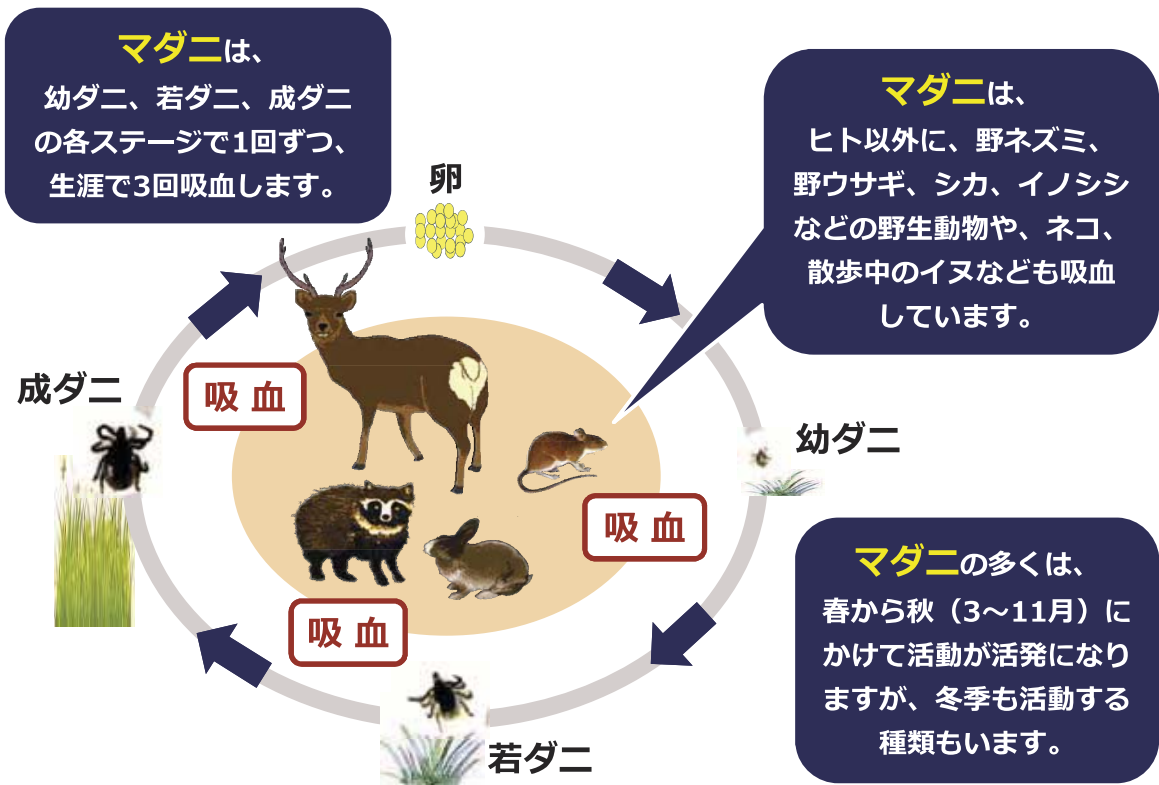 マダニは、
幼ダニ、若ダニ、成ダニ
の各ステージで1回ずつ、
生涯で3回吸血します。
マダニは、
ヒト以外に、野ネズミ、
野ウサギ、シカ、イノシシ
などの野生動物や、ネコ、
散歩中のイヌなども吸血
しています。
卵
成ダニ
吸血
幼ダニ
吸血
マダニの多くは、
春から秋（3〜11月）に
かけて活動が活発になり
ますが、冬季も活動する
種類もいます。
吸血
若ダニ